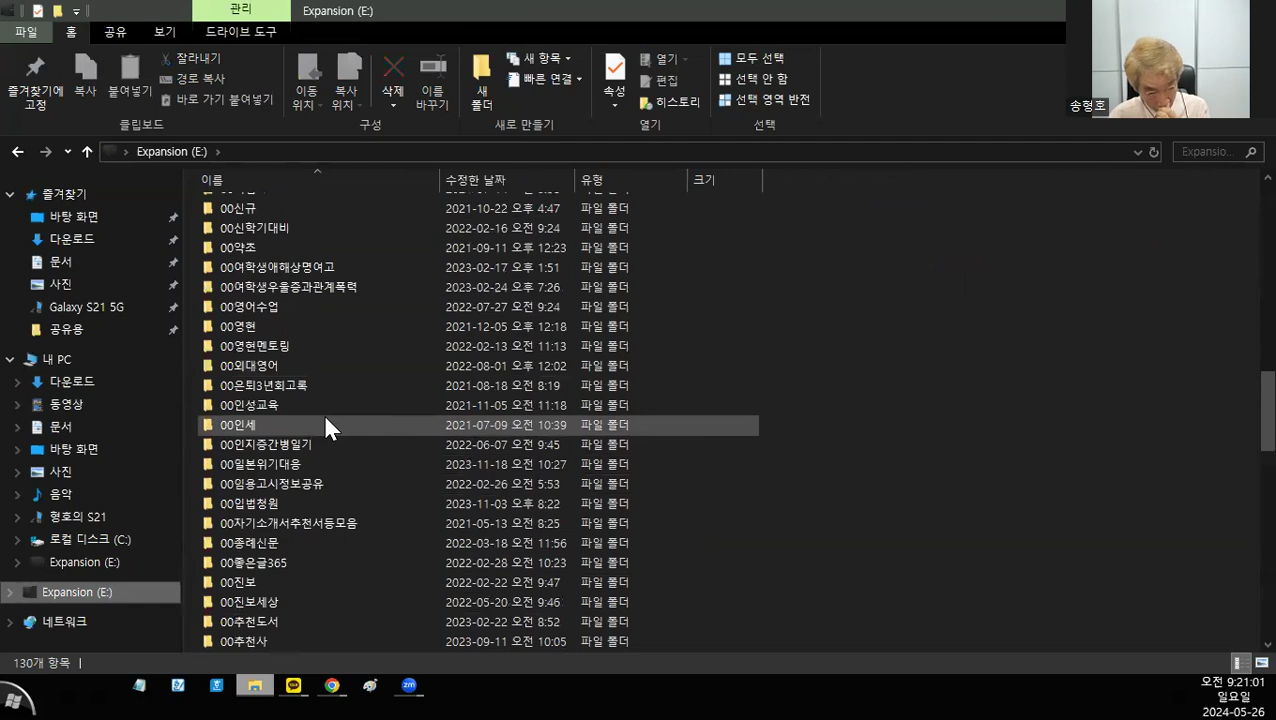 관리
Expansion (E:)
파일
홈
공유
보기
드라이브 도구
즐겨찾기에 고정
복사
붙여넣기
잘라내기
경로 복사
바로 가기 붙여넣기
클립보드
이동 위치
복사 위치
삭제
이름 바꾸기
구성
새 폴더
새 항목
빠른 연결
새로 만들기
속성
열기
편집
히스토리
열기
모두 선택
선택 안 함
선택 영역 반전
선택
송형호
Expansion (E:)
Expansio...
즐겨찾기
바탕 화면
다운로드
문서
사진
Galaxy S21 5G
공유용
내 PC
다운로드
동영상
문서
바탕 화면
사진
음악
형호의 S21
로컬 디스크 (C:)
Expansion (E:)
Expansion (E:)
네트워크
이름 수정한 날짜 유형 크기
00신규 2021-10-22 오후 4:47 파일 폴더
00신학기대비 2022-02-16 오전 9:24 파일 폴더
00약조 2021-09-11 오전 12:23 파일 폴더
00여학생애해상명여고 2023-02-17 오후 1:51 파일 폴더
00여학생우울증과관계폭력 2023-02-24 오후 7:26 파일 폴더
00영어수업 2022-07-27 오전 9:24 파일 폴더
00영현 2021-12-05 오후 12:18 파일 폴더
00영현멘토링 2022-02-13 오전 11:13 파일 폴더
00외대영어 2022-08-01 오후 12:02 파일 폴더
00은퇴3년회고록 2021-08-18 오전 8:19 파일 폴더
00인성교육 2021-11-05 오전 11:18 파일 폴더
00인세 2021-07-09 오전 10:39 파일 폴더
00인지증간병일기 2022-06-07 오전 9:45 파일 폴더
00일본위기대응 2023-11-18 오전 10:27 파일 폴더
00임용고시정보공유 2022-02-26 오전 5:53 파일 폴더
00입법청원 2023-11-03 오후 8:22 파일 폴더
00자기소개서추천서등모음 2021-05-13 오전 8:25 파일 폴더
00종례신문 2022-03-18 오전 11:56 파일 폴더
00좋은글365 2022-02-28 오전 10:23 파일 폴더
00진보 2022-02-22 오전 9:47 파일 폴더
00진보세상 2022-05-20 오전 9:46 파일 폴더
00추천도서 2023-02-22 오전 8:52 파일 폴더
00추천사 2023-09-11 오전 10:05 파일 폴더
130개 항목
오전 9:21:01
일요일
2024-05-26